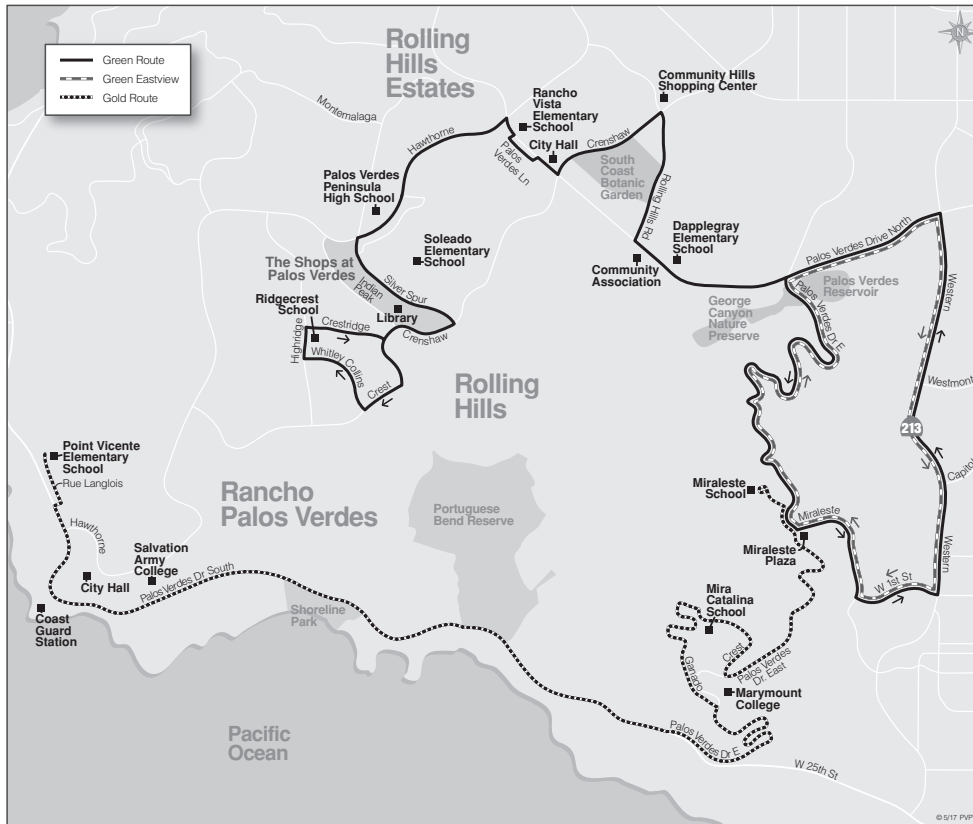 Green Route
Green Eastview
Gold Route
Rolling
Hills
Estates
N
Community Hills
Shopping Center
Rancho
Vista
Elementary
School
Montemalaga
Hawthorne
Palos
Verdes Ln
City Hall
Crenshaw
South
Coast
Botanic
Garden
Rolling Hills Rd
Palos Verdes
Peninsula
High School
Soleado
Elementary
School
The Shops at
Palos Verdes
Silver Spur
Indian
Peak
Library
Crenshaw
Dapplegray
Elementary
School
Community
Association
Palos Verdes Drive North
Palos Verdes
Reservoir
Palos Verdes Dr E
George
Canyon
Nature
Preserve
Western
Westmont
213
Capitol
Ridgecrest
School
Crestridge
Highridge
Whitley Collins
Crest
Rolling
Hills
Point Vicente
Elementary
School
Rue Langlois
Rancho
Palos Verdes
Portuguese
Bend Reserve
Miraleste
School
Miraleste
Miraleste
Plaza
Western
W 1st St
Hawthorne
Salvation
Army
College
City Hall
Palos Verdes Dr South
Coast
Guard
Station
Shoreline
Park
Mira
Catalina
School
Crest
Palos Verdes
Dr. East
Ganado
Marymount
College
Palos Verdes Dr E
W 25th St
Pacific
Ocean
©5/17 PVP